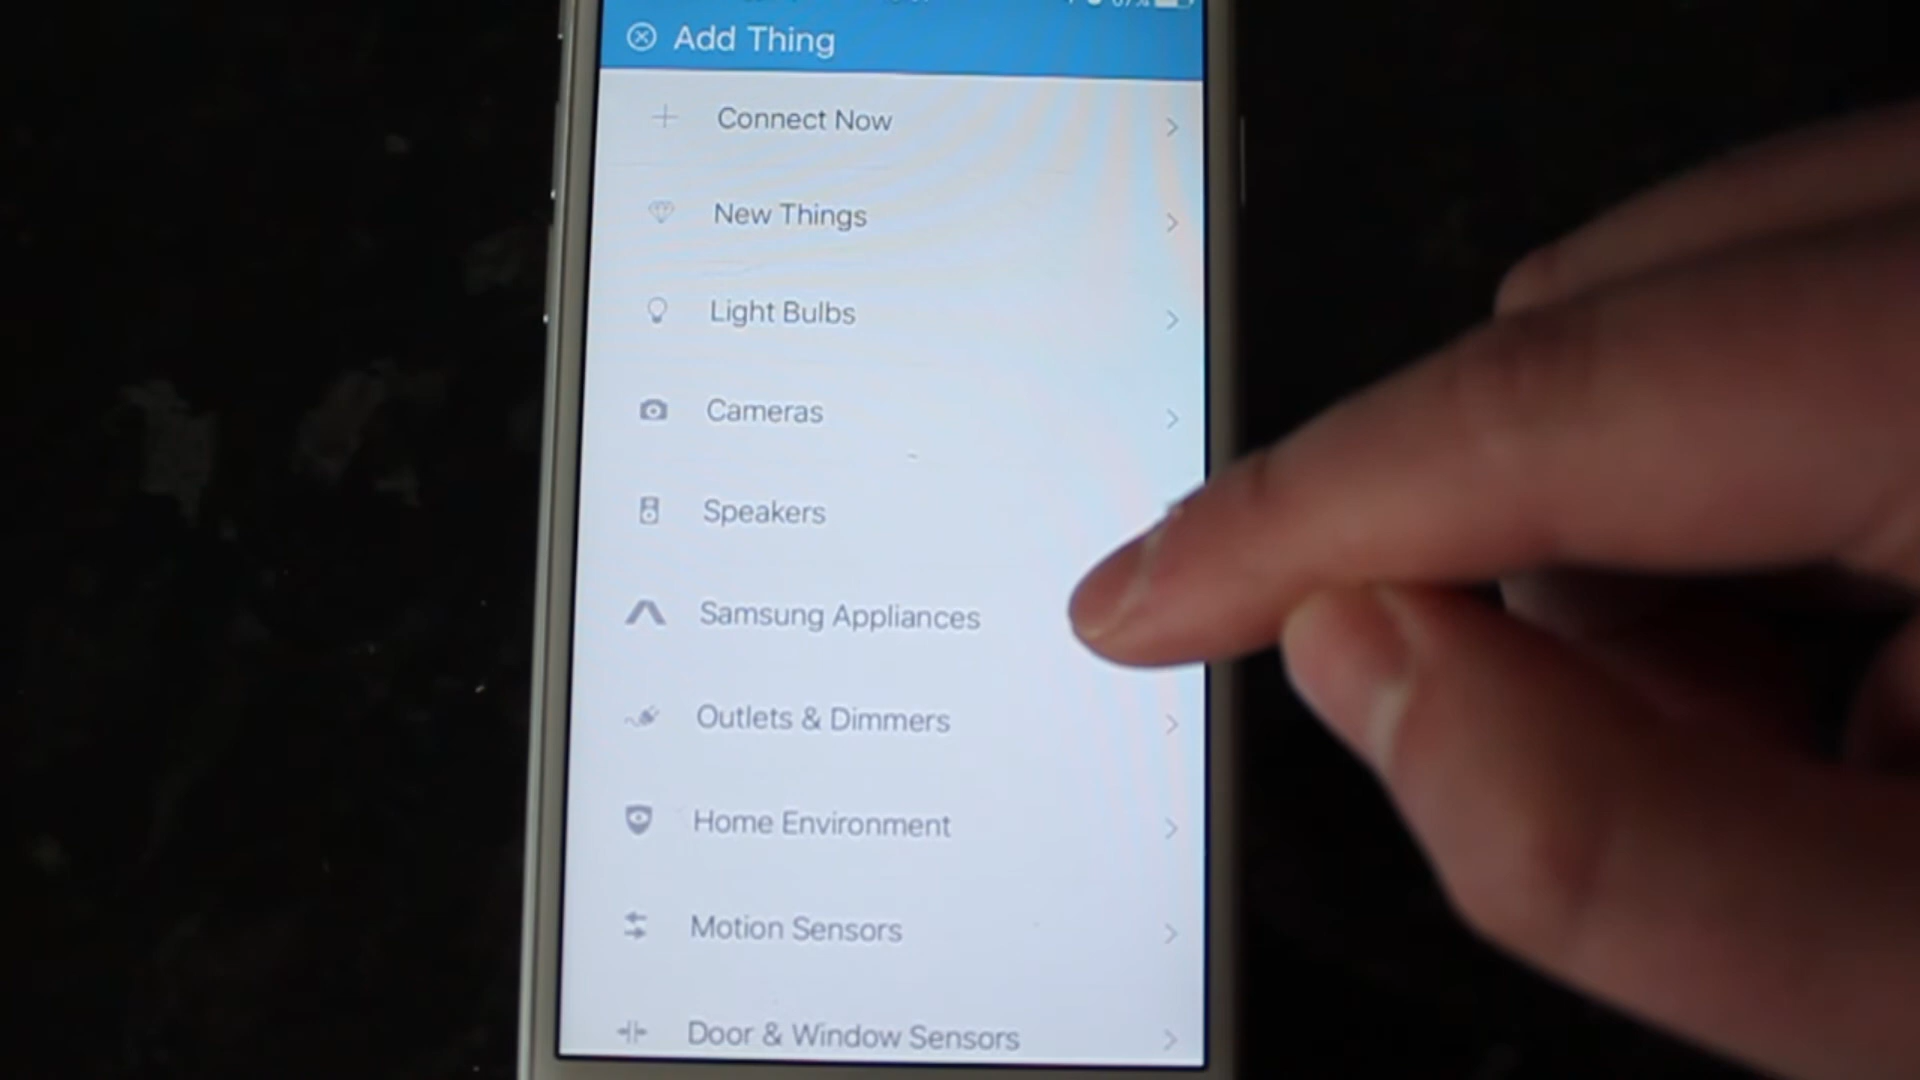 Add Thing
Connect Now
New Things
Light Bulbs
Cameras
Speakers
Samsung Appliances
Outlets & Dimmers
Home Environment
Motion Sensors
Door & Window Sensors